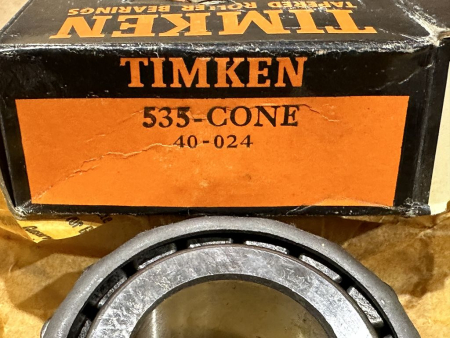 TIMKEN
TAPERED ROLLER BEARINGS
TIMKEN
535-CONE
40-024